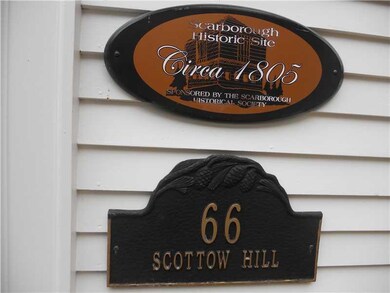 Scarborough
Historic Site
Circa 1805
SPONSORED BY THE SCARBOROUGH
HISTORICAL SOCIETY
66
SCOTTOW HILL